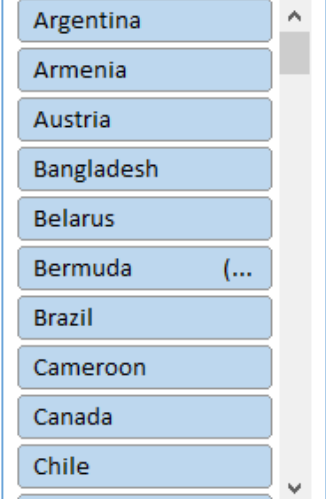 Argentina
Armenia
Austria
Bangladesh
Belarus
Bermuda (...
Brazil
Cameroon
Canada
Chile